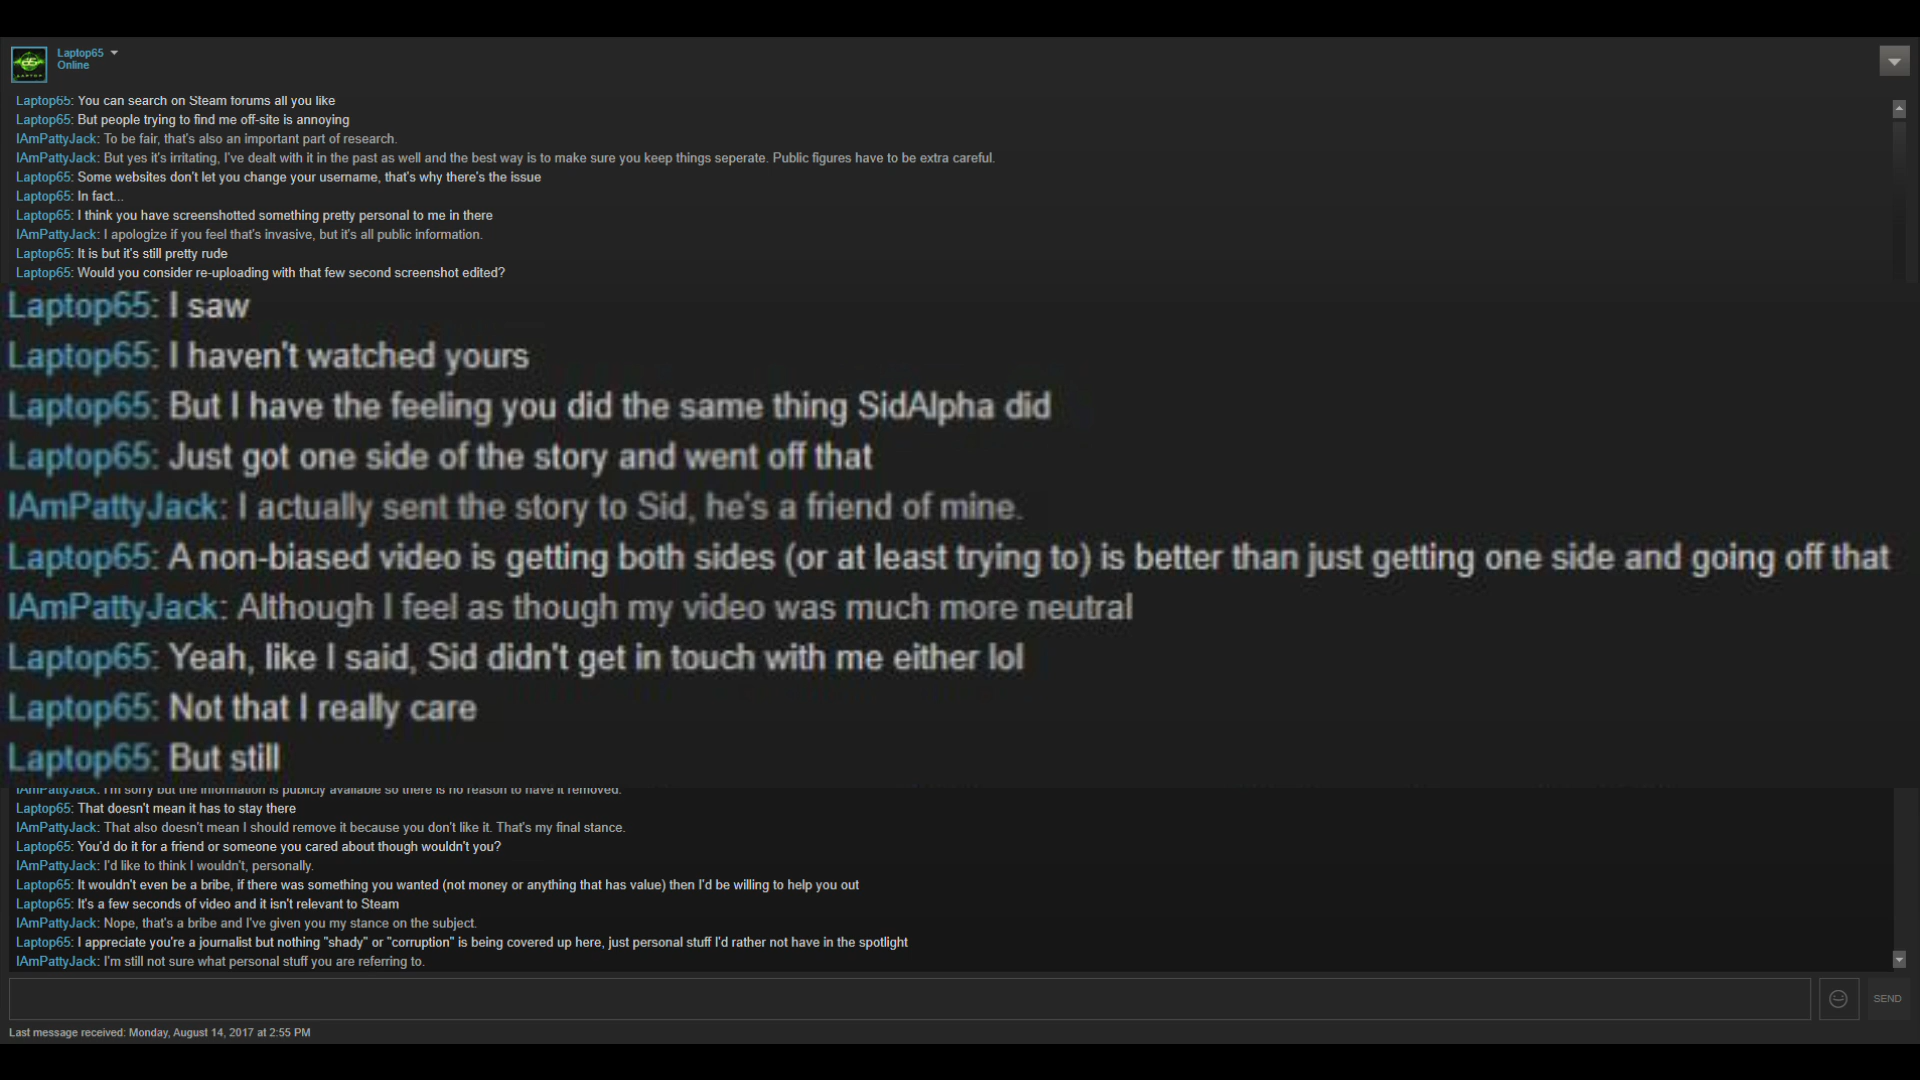 Laptop65
Online
Laptop65: You can search on Steam forums all you like
Laptop65: But people trying to find me off-site is annoying
IAmPattyJack: To be fair, that's also an important part of research.
IAmPattyJack: But yes it's irritating, I've dealt with it in the past as well and the best way is to make sure you keep things seperate. Public figures have to be extra careful.
Laptop65: Some websites don't let you change your username, that's why there's the issue
Laptop65: In fact...
Laptop65: I think you have screenshotted something pretty personal to me in there
IAmPattyJack: I apologize if you feel that's invasive, but it's all public information.
Laptop65: It is but it's still pretty rude
Laptop65: Would you consider re-uploading with that few second screenshot edited?
Laptop65: I saw
Laptop65: I haven't watched yours
Laptop65: But I have the feeling you did the same thing SidAlpha did
Laptop65: Just got one side of the story and went off that
IAmPattyJack: I actually sent the story to Sid, he's a friend of mine.
Laptop65: A non-biased video is getting both sides (or at least trying to) is better than just getting one side and going off that
IAmPattyJack: Although I feel as though my video was much more neutral
Laptop65: Yeah, like I said, Sid didn't get in touch with me either lol
Laptop65: Not that I really care
Laptop65: But still
IAmPattyJack: I'm sorry but the information is publicly available so there is no reason to have it removed.
Laptop65: That doesn't mean it has to stay there
IAmPattyJack: That also doesn't mean I should remove it because you don't like it. That's my final stance.
Laptop65: You'd do it for a friend or someone you cared about though wouldn't you?
IAmPattyJack: I'd like to think I wouldn't, personally.
Laptop65: It wouldn't even be a bribe, if there was something you wanted (not money or anything that has value) then I'd be willing to help you out
Laptop65: It's a few seconds of video and it isn't relevant to Steam
IAmPattyJack: Nope, that's a bribe and I've given you my stance on the subject.
Laptop65: I appreciate you're a journalist but nothing "shady" or "corruption" is being covered up here, just personal stuff I'd rather not have in the spotlight
IAmPattyJack: I'm still not sure what personal stuff you are referring to.
SEND
Last message received: Monday, August 14, 2017 at 2:55 PM